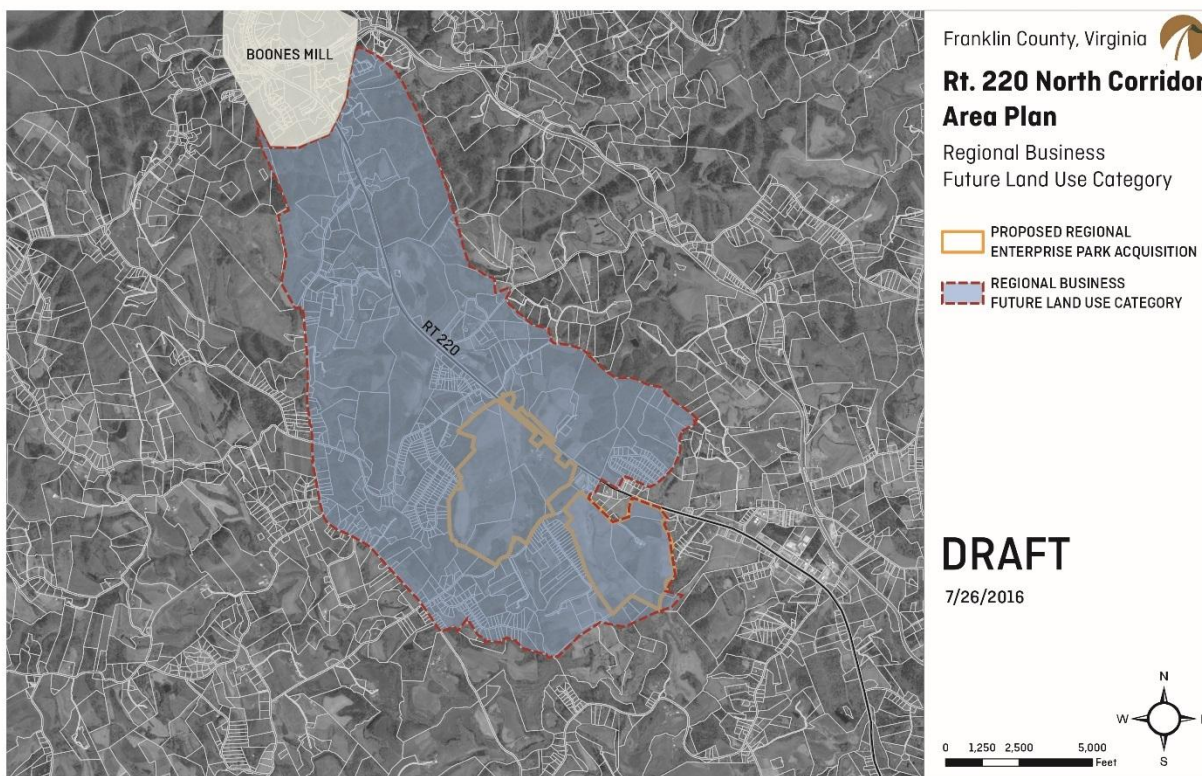 BOONES MILL
RT 220
Franklin County, Virginia
Rt. 220 North Corridor
Area Plan
Regional Business
Future Land Use Category
PROPOSED REGIONAL
ENTERPRISE PARK ACQUISITION
REGIONAL BUSINESS
FUTURE LAND USE CATEGORY
DRAFT
7/26/2016
N
W
S
0 1,250 2,500 5,000
Feet